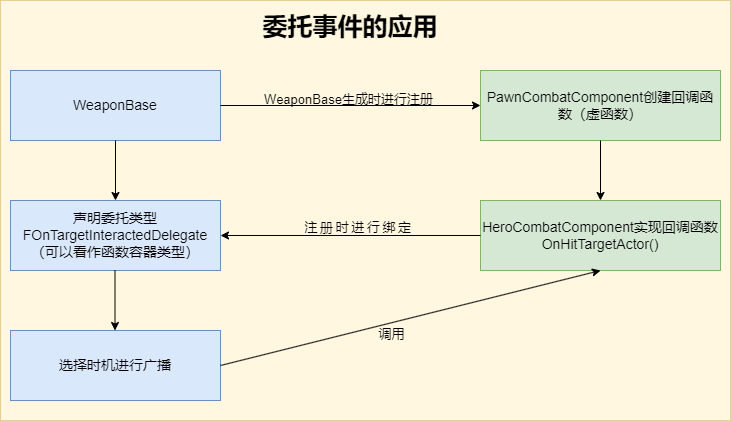 委托事件的应用
WeaponBase
WeaponBase生成时进行注册
PawnCombatComponent创建回调函
数（虚函数）
声明委托类型
FOnTargetInteractedDelegate
（可以看作函数容器类型）
注册时进行绑定
HeroCombatComponent实现回调函数
OnHitTargetActor()
调用
选择时机进行广播